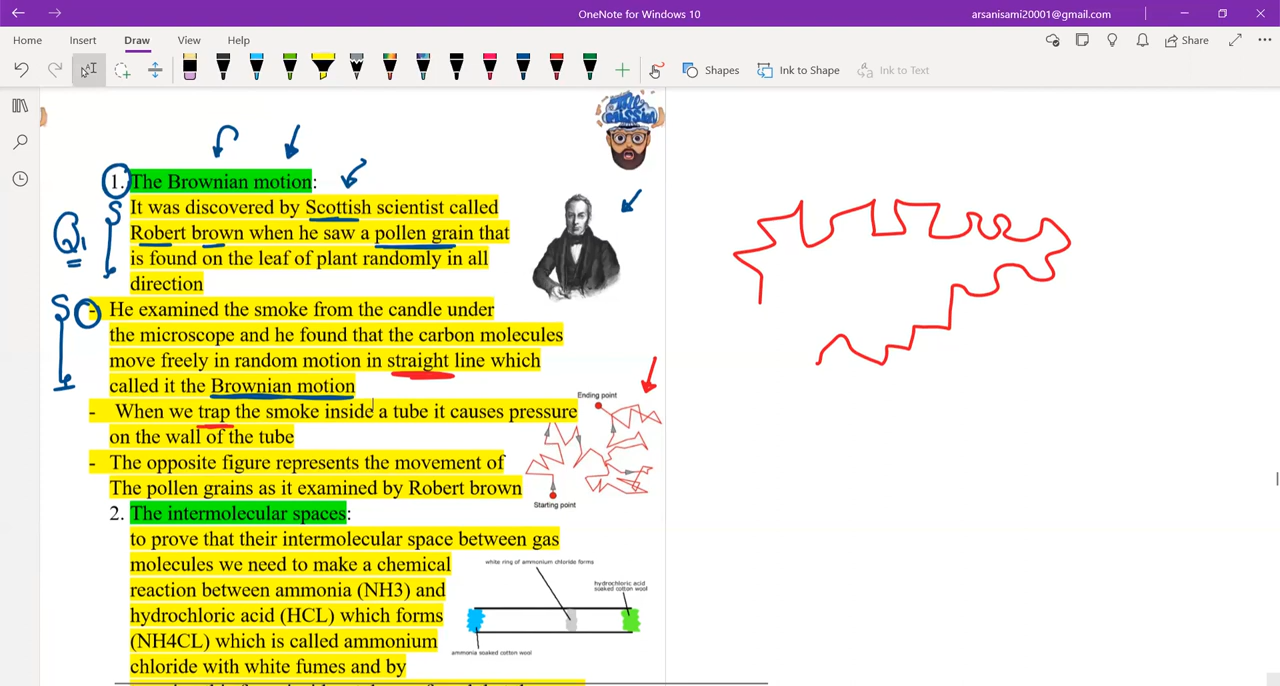 OneNote for Windows 10
arsanisami20001@gmail.com
Home Insert Draw View Help
Share
Shapes
Ink to Shape
Ink to Text
THE MISSION
1. The Brownian motion:
It was discovered by Scottish scientist called
Robert brown when he saw a pollen grain that
is found on the leaf of plant randomly in all
direction
Q1
- He examined the smoke from the candle under
the microscope and he found that the carbon molecules
move freely in random motion in straight line which
called it the Brownian motion
- When we trap the smoke inside a tube it causes pressure
on the wall of the tube
- The opposite figure represents the movement of
The pollen grains as it examined by Robert brown
Ending point
Starting point
2. The intermolecular spaces:
to prove that their intermolecular space between gas
molecules we need to make a chemical
reaction between ammonia (NH3) and
hydrochloric acid (HCL) which forms
(NH4CL) which is called ammonium
chloride with white fumes and by
white ring of ammonium chloride forms
hydrochloric acid
soaked cotton wool
ammonia soaked cotton wool